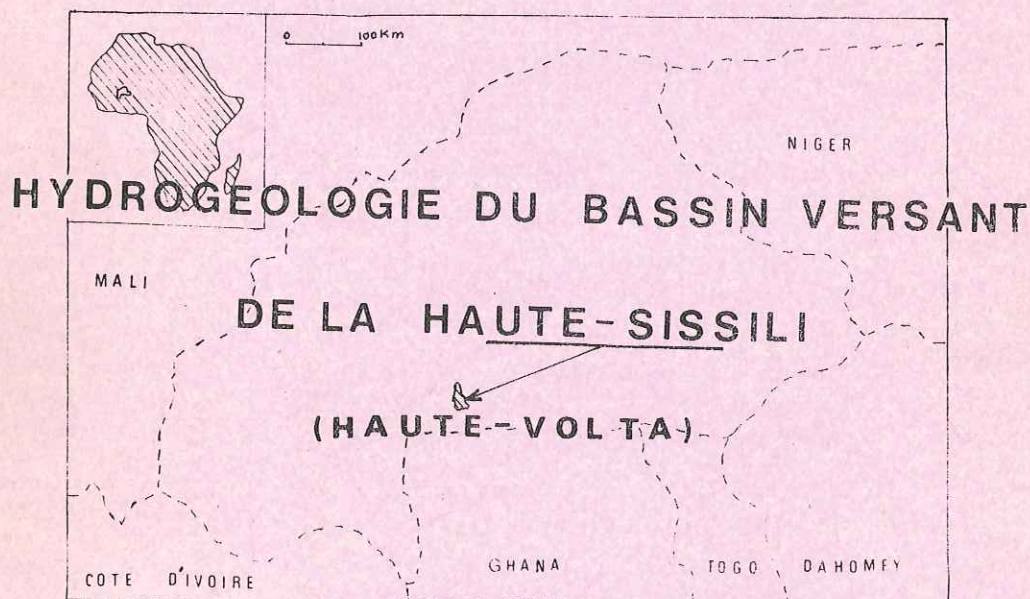 0 100Km
NIGER
HYDROGEOLOGIE DU BASSIN VERSANT
MALI
DE LA HAUTE-SISSILI
(HAUTE-VOLTA)
COTE D'IVOIRE GHANA TOGO DAHOMEY